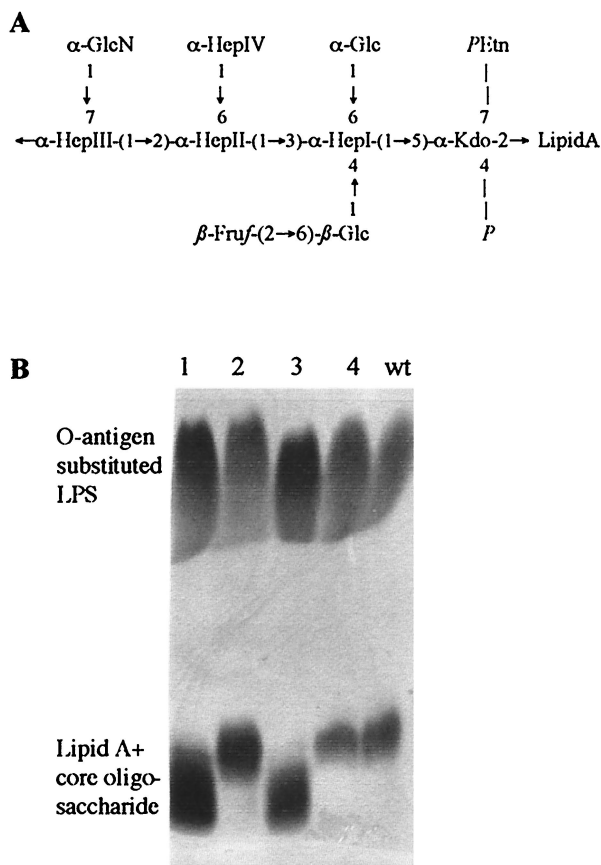 A
α-GlcN α-HepIV α-Glc PEtn
1 1 1
7 6 6 7
←α-HepIII-(1→2)-α-HepII-(1→3)-α-HepI-(1→5)-α-Kdo-2→LipidA
4 4
1
β-Fruf-(2→6)-β-Glc P
B
1 2 3 4 wt
O-antigen
substituted
LPS
Lipid A+
core oligo-
saccharide